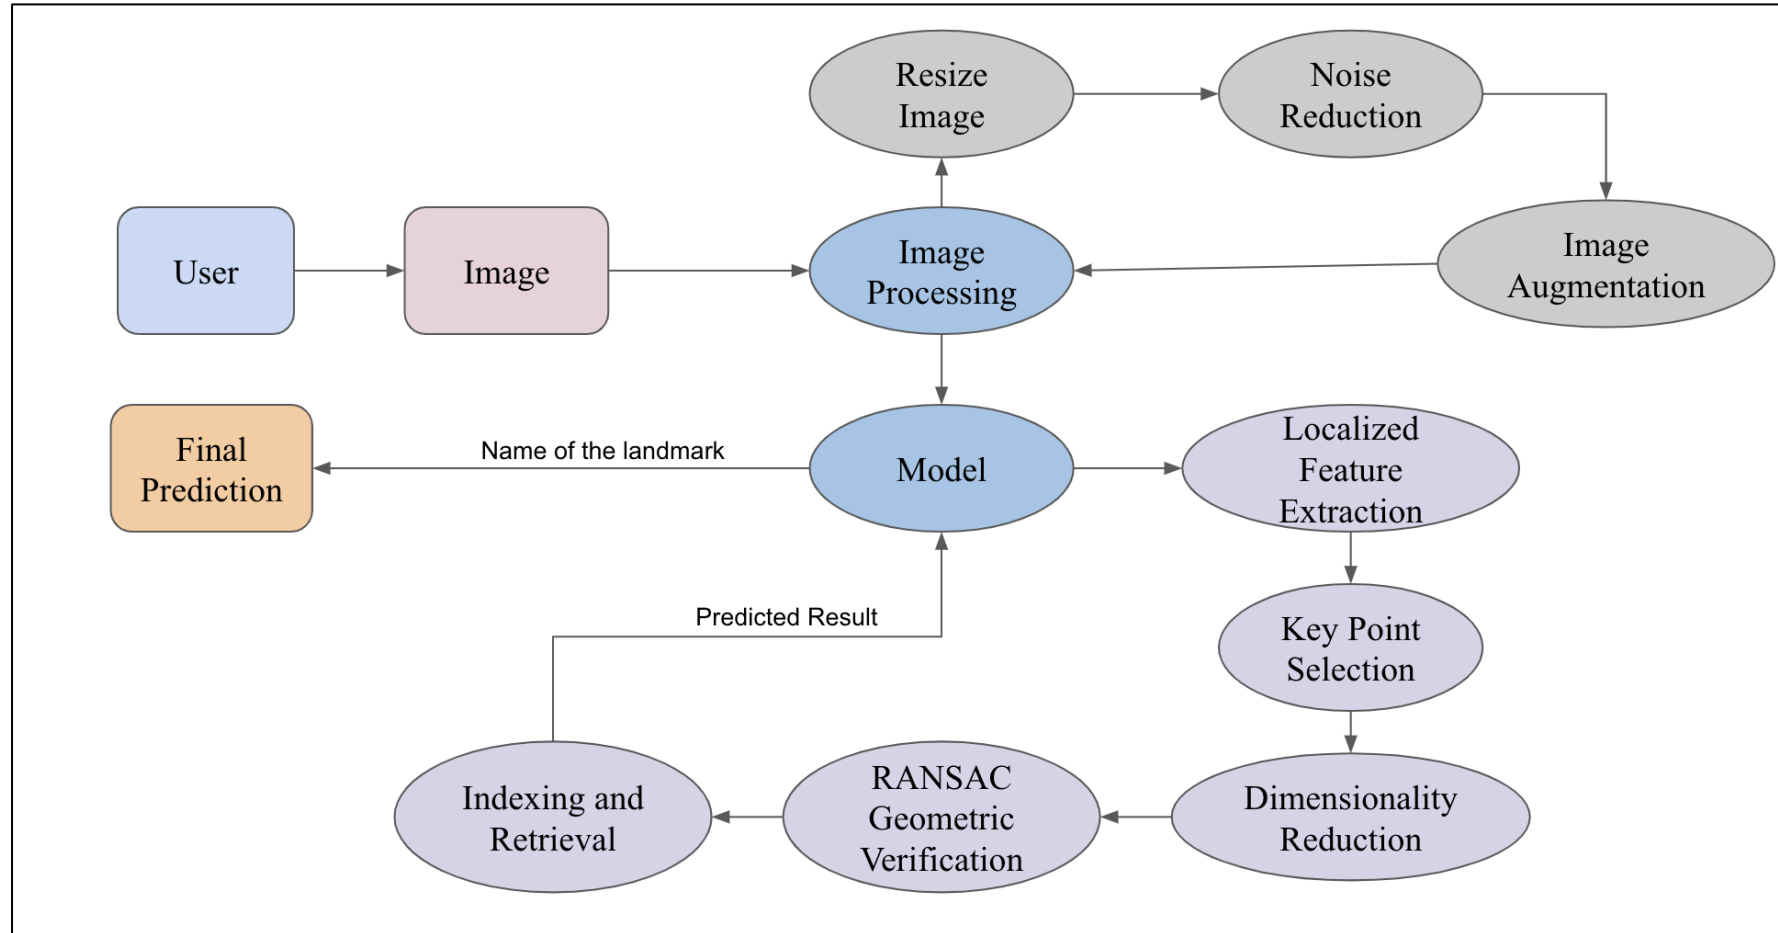 Resize
Image
Noise
Reduction
User
Image
Image
Processing
Image
Augmentation
Final
Prediction
Name of the landmark
Model
Localized
Feature
Extraction
Predicted Result
Key Point
Selection
Indexing and
Retrieval
RANSAC
Geometric
Verification
Dimensionality
Reduction